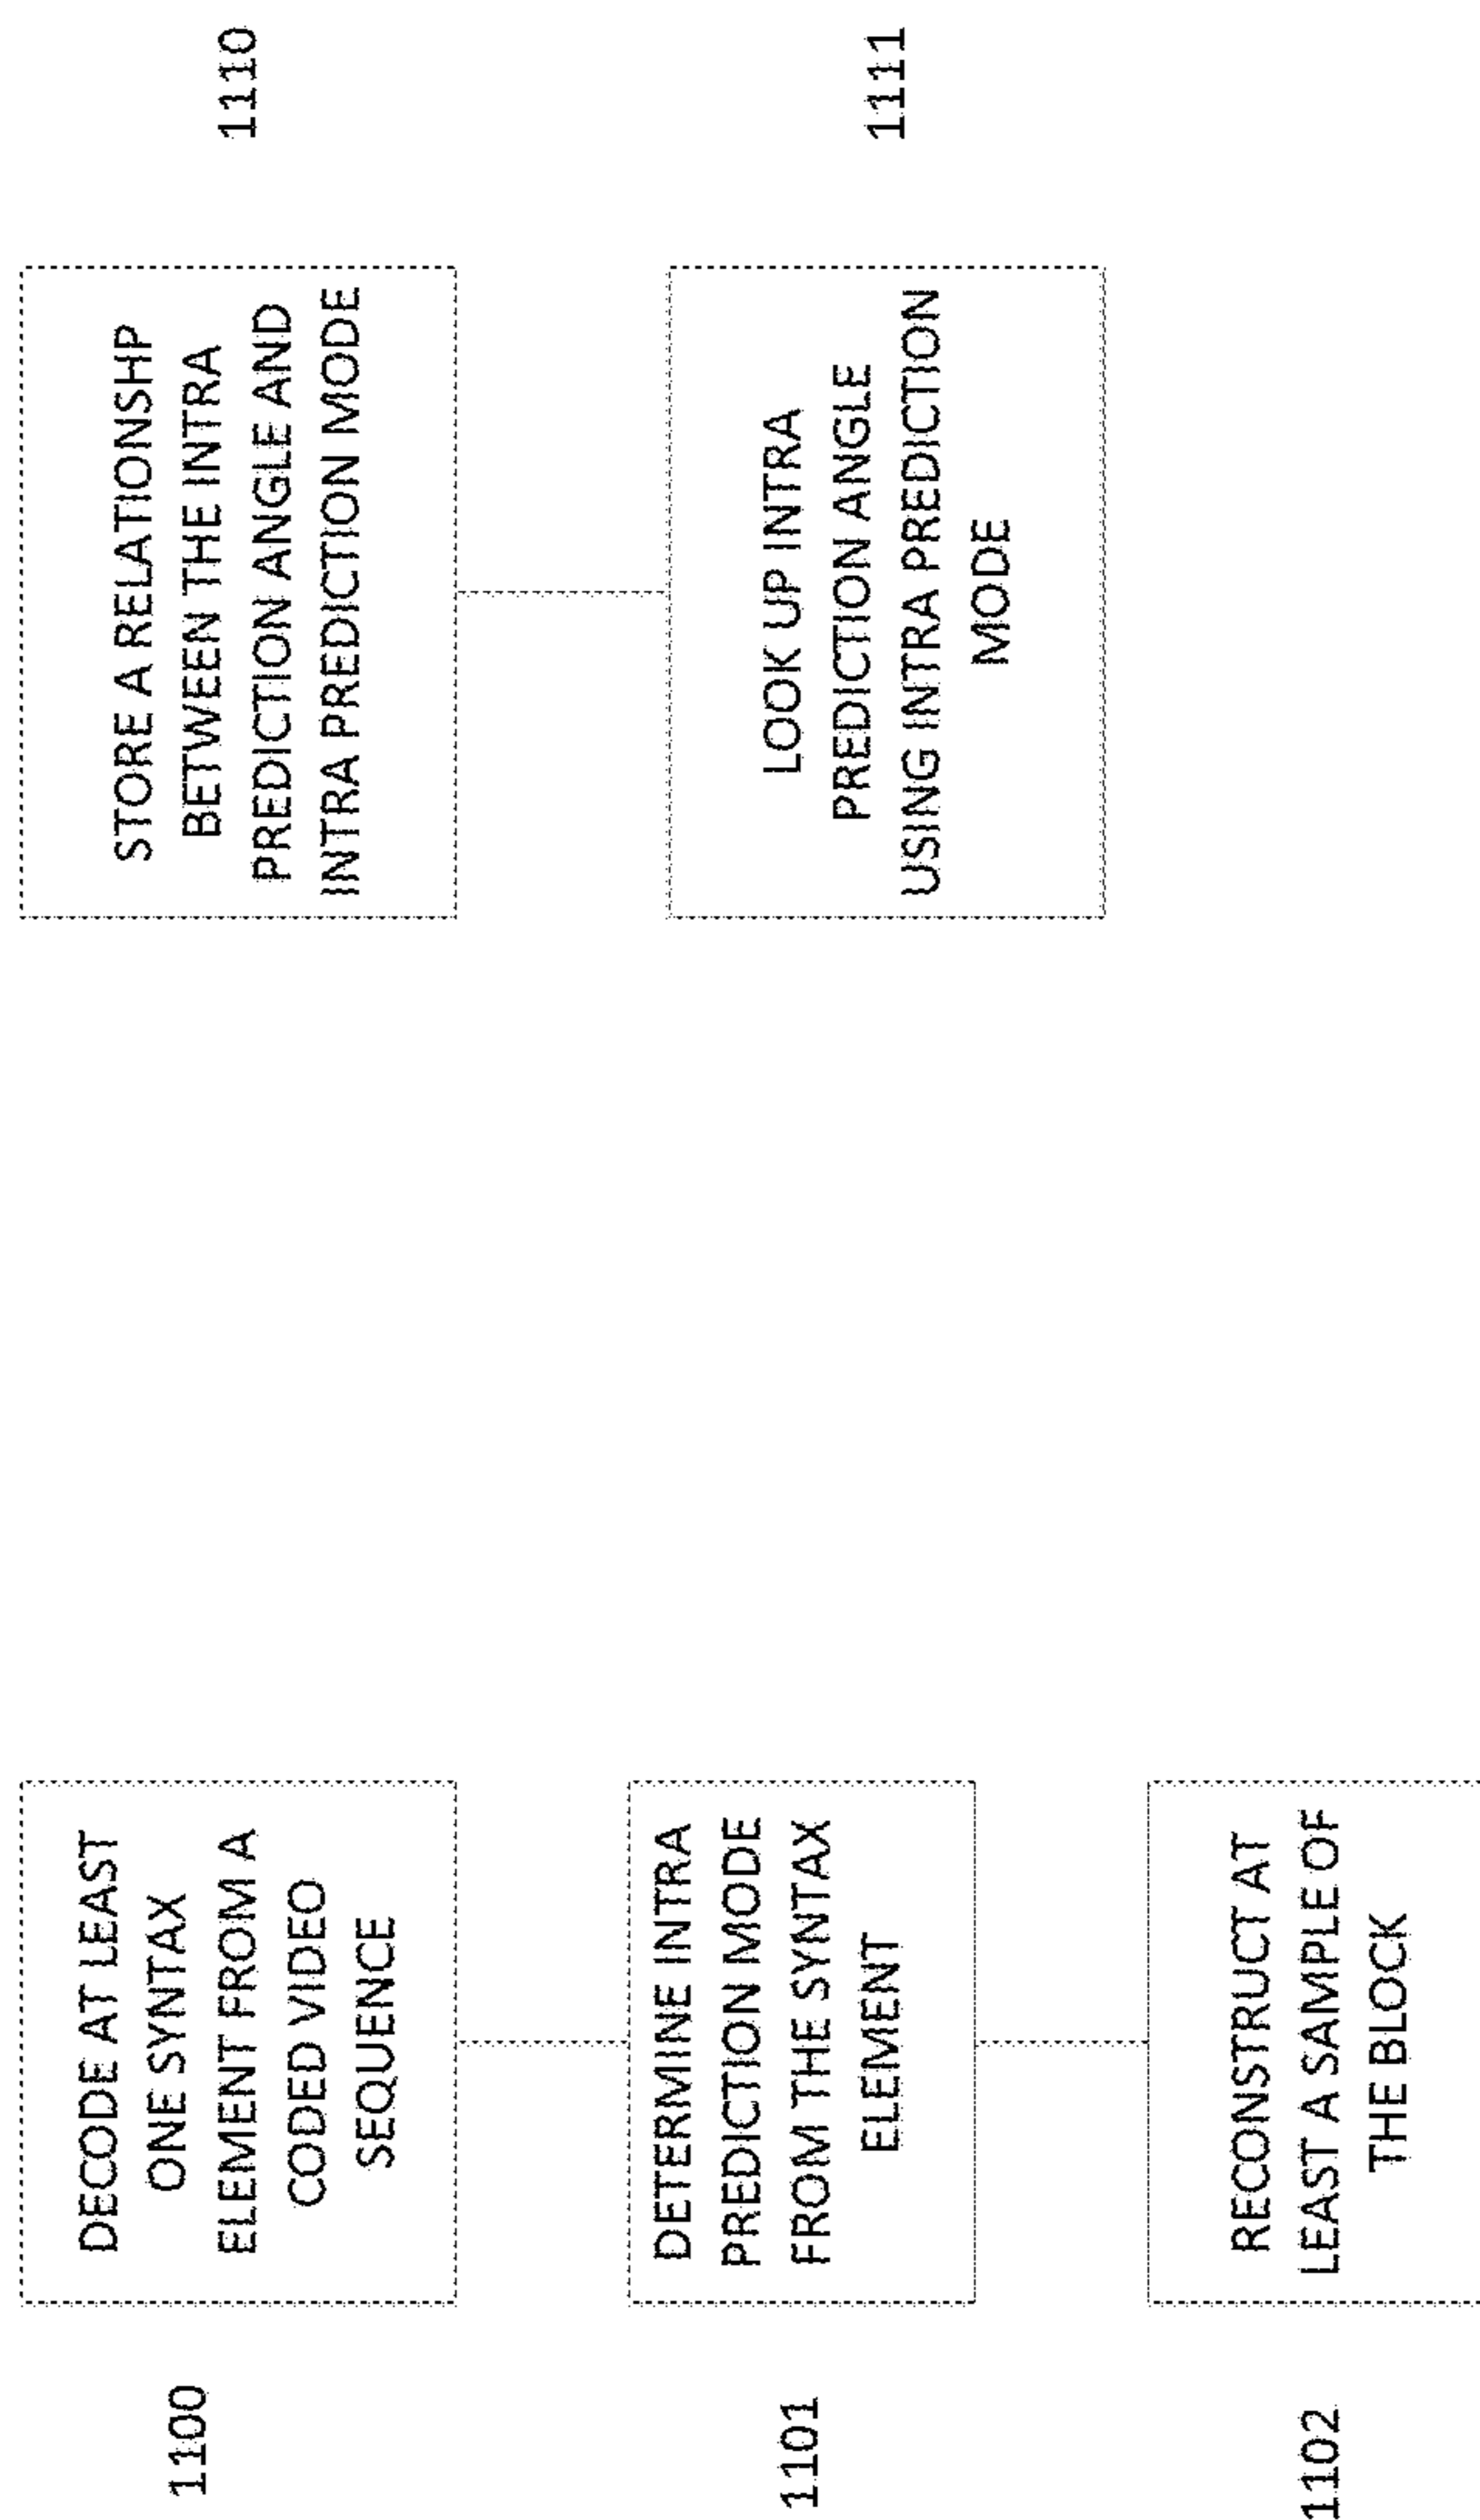 1100
DECODE AT LEAST
ONE SYNTAX
ELEMENT FROM A
CODED VIDEO
SEQUENCE
1101
DETERMINE INTRA
PREDICTION MODE
FROM THE SYNTAX
ELEMENT
1102
RECONSTRUCT AT
LEAST A SAMPLE OF
THE BLOCK
STORE A RELATIONSHP
BETWEEN THE INTRA
PREDICTION ANGLE AND
INTRA PREDICTION MODE
1110
LOOK UP INTRA
PREDICTION ANGLE
USING INTRA PREDICTION
MODE
1111